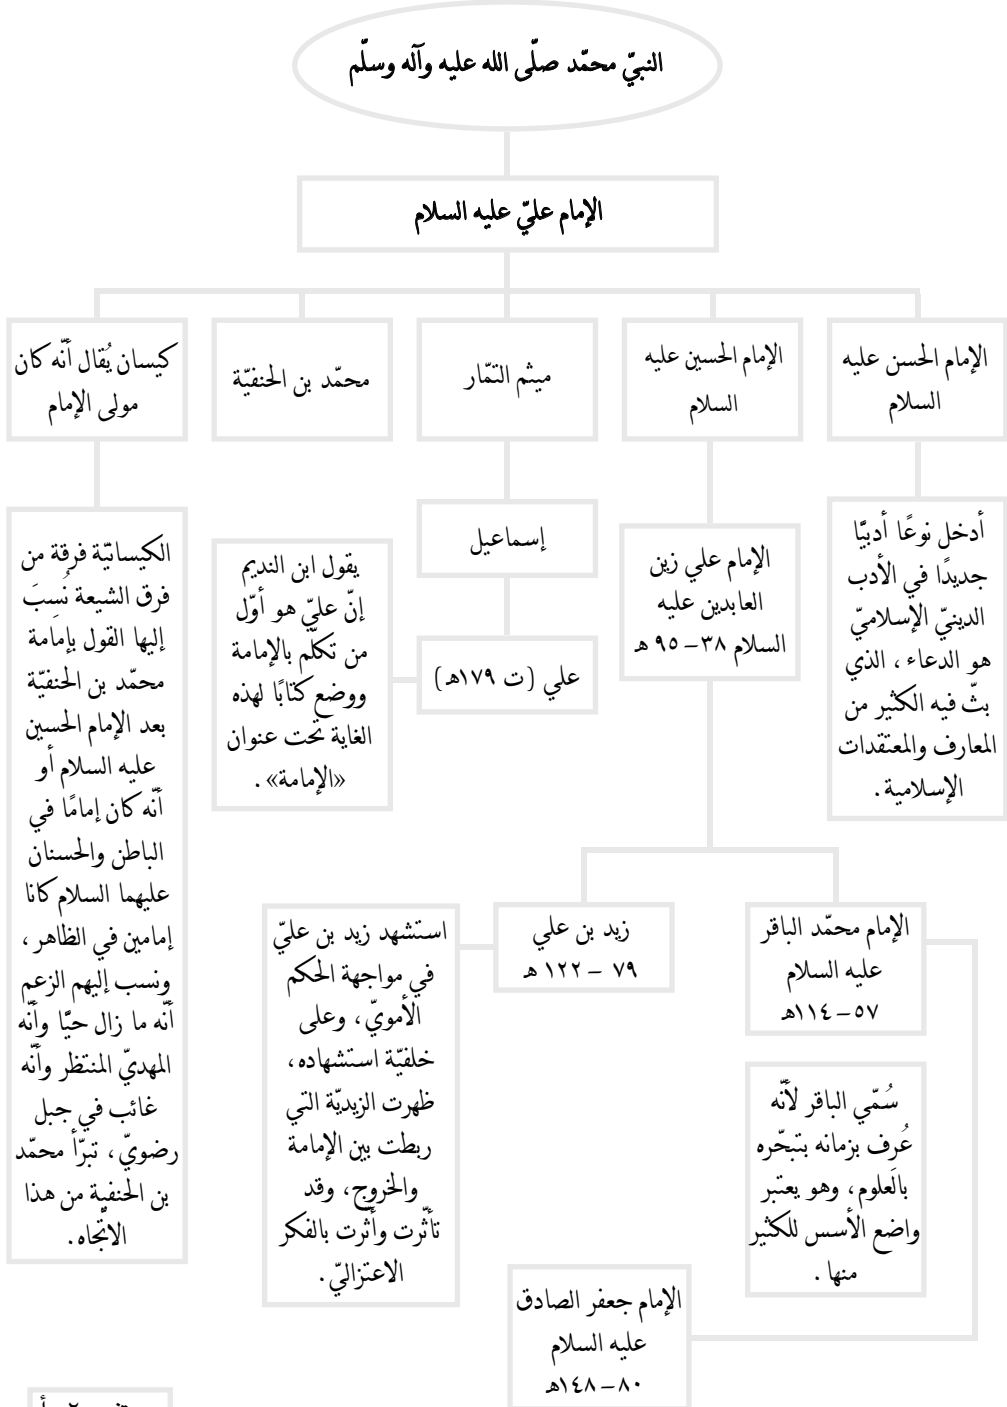 النبيّ محمّد صلّى الله عليه وآله وسلّم
الإمام عليّ عليه السلام
الإمام الحسن عليه
السلام
الإمام الحسين عليه
السلام
ميثم التمّار
محمّد بن الحنفيّة
كيسان يُقال أنّه كان
مولى الإمام
أدخل نوعًا أدبيًّا
جديدًا في الأدب
الدينيّ الإسلاميّ
هو الدعاء، الذي
بثّ فيه الكثير من
المعارف والمعتقدات
الإسلامية.
الإمام علي زين
العابدين عليه
السلام ٣٨ – ٩٥ هـ
إسماعيل
علي (ت ١٧٩هـ)
يقول ابن النديم
إنّ عليّ هو أوّل
من تكلّم بالإمامة
ووضع كتابًا لهذه
الغاية تحت عنوان
«الإمامة».
الكيسانيّة فرقة من
فرق الشيعة نُسِبَ
إليها القول بإمامة
محمّد بن الحنفيّة
بعد الإمام الحسين
عليه السلام أو
أنّه كان إمامًا في
الباطن والحسنان
عليهما السلام كانا
إمامين في الظاهر،
ونسب إليهم الزعم
أنّه ما زال حيًّا وأنّه
المهديّ المنتظر وأنّه
غائب في جبل
رضويّ، تبرّأ محمّد
بن الحنفية من هذا
الاتّجاه.
الإمام محمّد الباقر
عليه السلام
٥٧ – ١١٤هـ
زيد بن علي
٧٩ – ١٢٢ هـ
استشهد زيد بن عليّ
في مواجهة الحكم
الأمويّ، وعلى
خلفيّة استشهاده،
ظهرت الزيديّة التي
ربطت بين الإمامة
والخروج، وقد
تأثّرت وأثّرت بالفكر
الاعتزاليّ.
سُمّي الباقر لأنّه
عُرف بزمانه بتبحّره
بالعلوم، وهو يعتبر
واضع الأسس للكثير
منها.
الإمام جعفر الصادق
عليه السلام
٨٠ – ١٤٨هـ